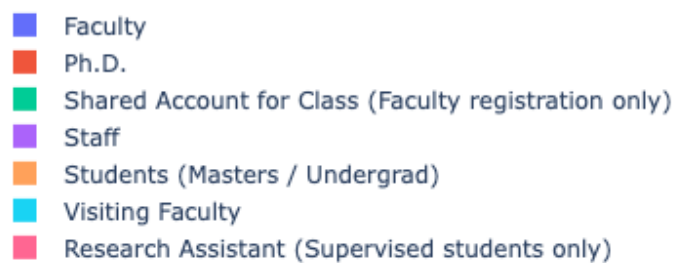 Faculty
Ph.D.
Shared Account for Class (Faculty registration only)
Staff
Students (Masters / Undergrad)
Visiting Faculty
Research Assistant (Supervised students only)